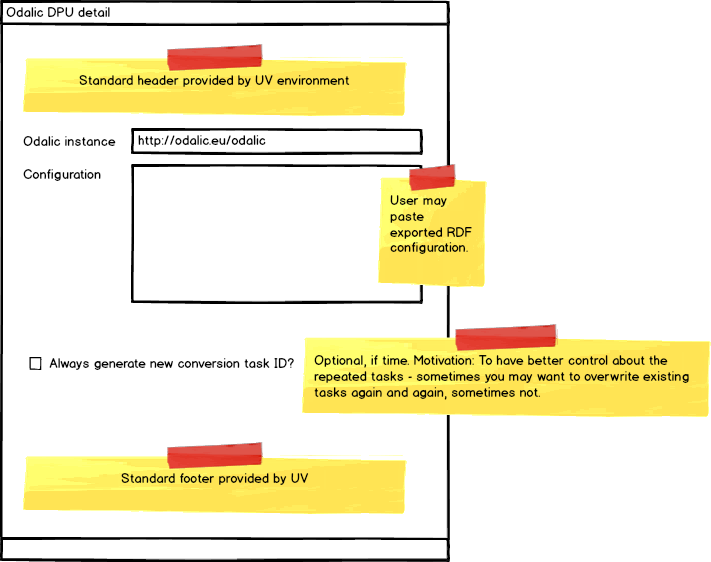 Odalic DPU detail
Standard header provided by UV environment
Odalic instance
http://odalic.eu/odalic
Configuration
User may
paste
exported RDF
configuration.
Always generate new conversion task ID?
Optional, if time. Motivation: To have better control about the
repeated tasks - sometimes you may want to overwrite existing
tasks again and again, sometimes not.
Standard footer provided by UV